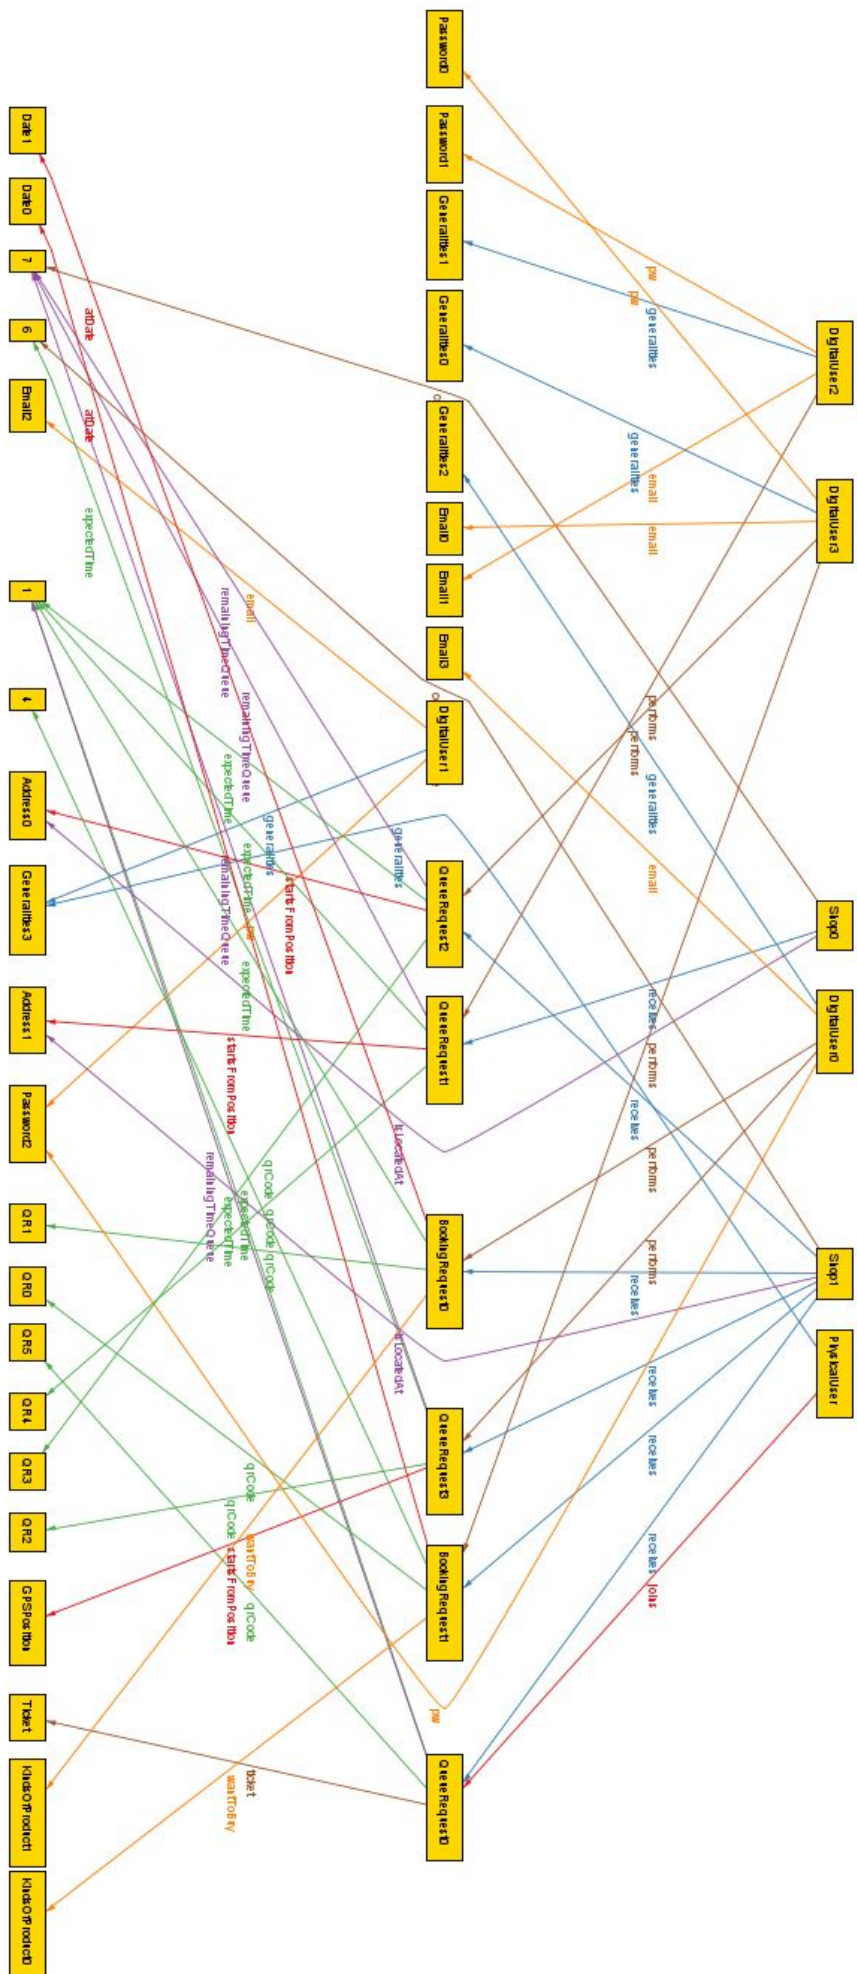 DigitalUser2
DigitalUser3
Shop0
DigitalUser0
Shop1
PhysicalUser
pw
pw
generalities
generalities
email
email
performs
performs
generalities
email
receives
performs
receives
performs
performs
receives
receives
receives
receives
joins
Password0
Password1
Generalities1
Generalities0
Generalities2
Email0
Email1
Email3
DigitalUser1
QueueRequest2
QueueRequest1
BookingRequest0
QueueRequest3
BookingRequest1
QueueRequest0
generalities
isLocatedAt
isLocatedAt
pw
startsFromPosition
generalities
qrCode
qrCode
qrCode
email
remainingTimeQueue
remainingTimeQueue
expectedTime
expectedTime
pw
remainingTimeQueue
expectedTime
startsFromPosition
remainingTimeQueue
expectedTime
expectedTime
qrCode
qrCode
wantToBuy
startsFromPosition
qrCode
ticket
wantToBuy
atDate
atDate
expectedTime
Date1
Date0
7
6
Email2
1
4
Address0
Generalities3
Address1
Password2
QR1
QR0
QR5
QR4
QR3
QR2
GPSPosition
Ticket
KindsOfProduct1
KindsOfProduct0